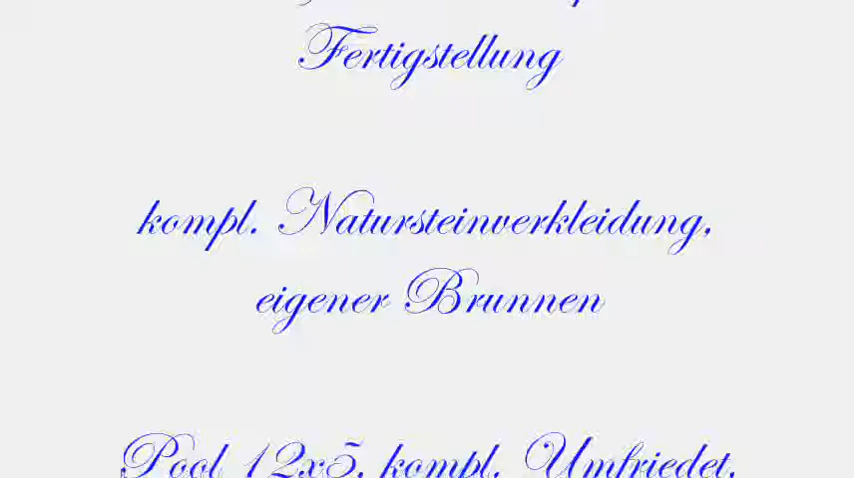 Fertigstellung
kompl. Natursteinverkleidung,
eigener Brunnen
Pool 12x5, kompl. Umfriedet,